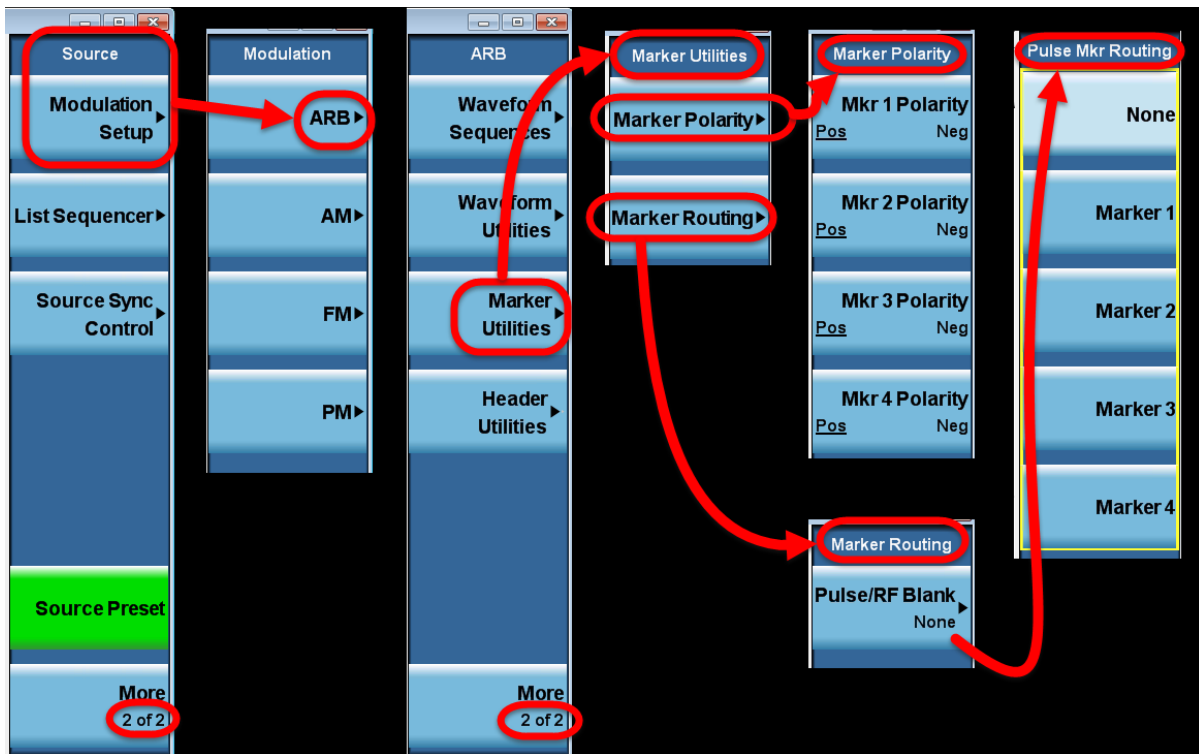 Source
Modulation
Setup
List Sequencer
Source Sync
Control
Source Preset
More
2 of 2
Modulation
ARB
AM
FM
PM
ARB
Waveform
Sequences
Waveform
Utilities
Marker
Utilities
Header
Utilities
More
2 of 2
Marker Utilities
Marker Polarity
Marker Routing
Marker Polarity
Mkr 1 Polarity
Pos Neg
Mkr 2 Polarity
Pos Neg
Mkr 3 Polarity
Pos Neg
Mkr 4 Polarity
Pos Neg
Marker Routing
Pulse/RF Blank
None
Pulse Mkr Routing
None
Marker 1
Marker 2
Marker 3
Marker 4